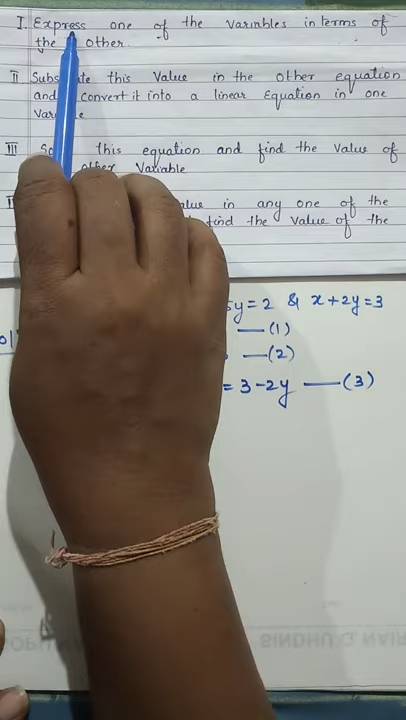 I. Express one of the variables in terms of
the other.
II Subs te this Value in the other equation
and convert it into a linear Equation in one
Var e
III So this equation and find the Value of
other Variable
alue in any one of the
find the Value of the
5y = 2 & x + 2y = 3
— (1)
— (2)
= 3 - 2y — (3)
SINDHU G. NAIR